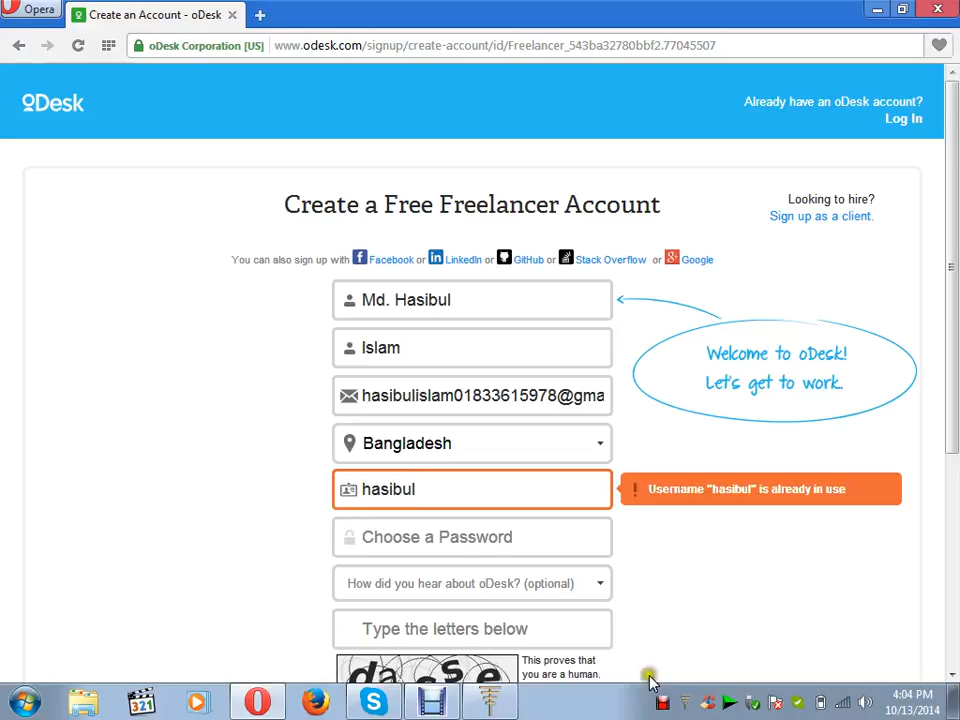 Opera
Create an Account - oDesk
oDesk Corporation [US]
www.odesk.com/signup/create-account/id/Freelancer_543ba32780bbf2.77045507
oDesk
Already have an oDesk account?
Log In
Create a Free Freelancer Account
Looking to hire?
Sign up as a client.
You can also sign up with Facebook or LinkedIn or GitHub or Stack Overflow or Google
Md. Hasibul
Islam
Welcome to oDesk!
Let's get to work.
hasibulislam01833615978@gma
Bangladesh
hasibul
Username "hasibul" is already in use
Choose a Password
How did you hear about oDesk? (optional)
Type the letters below
This proves that
you are a human.
321
4:04 PM
10/13/2014